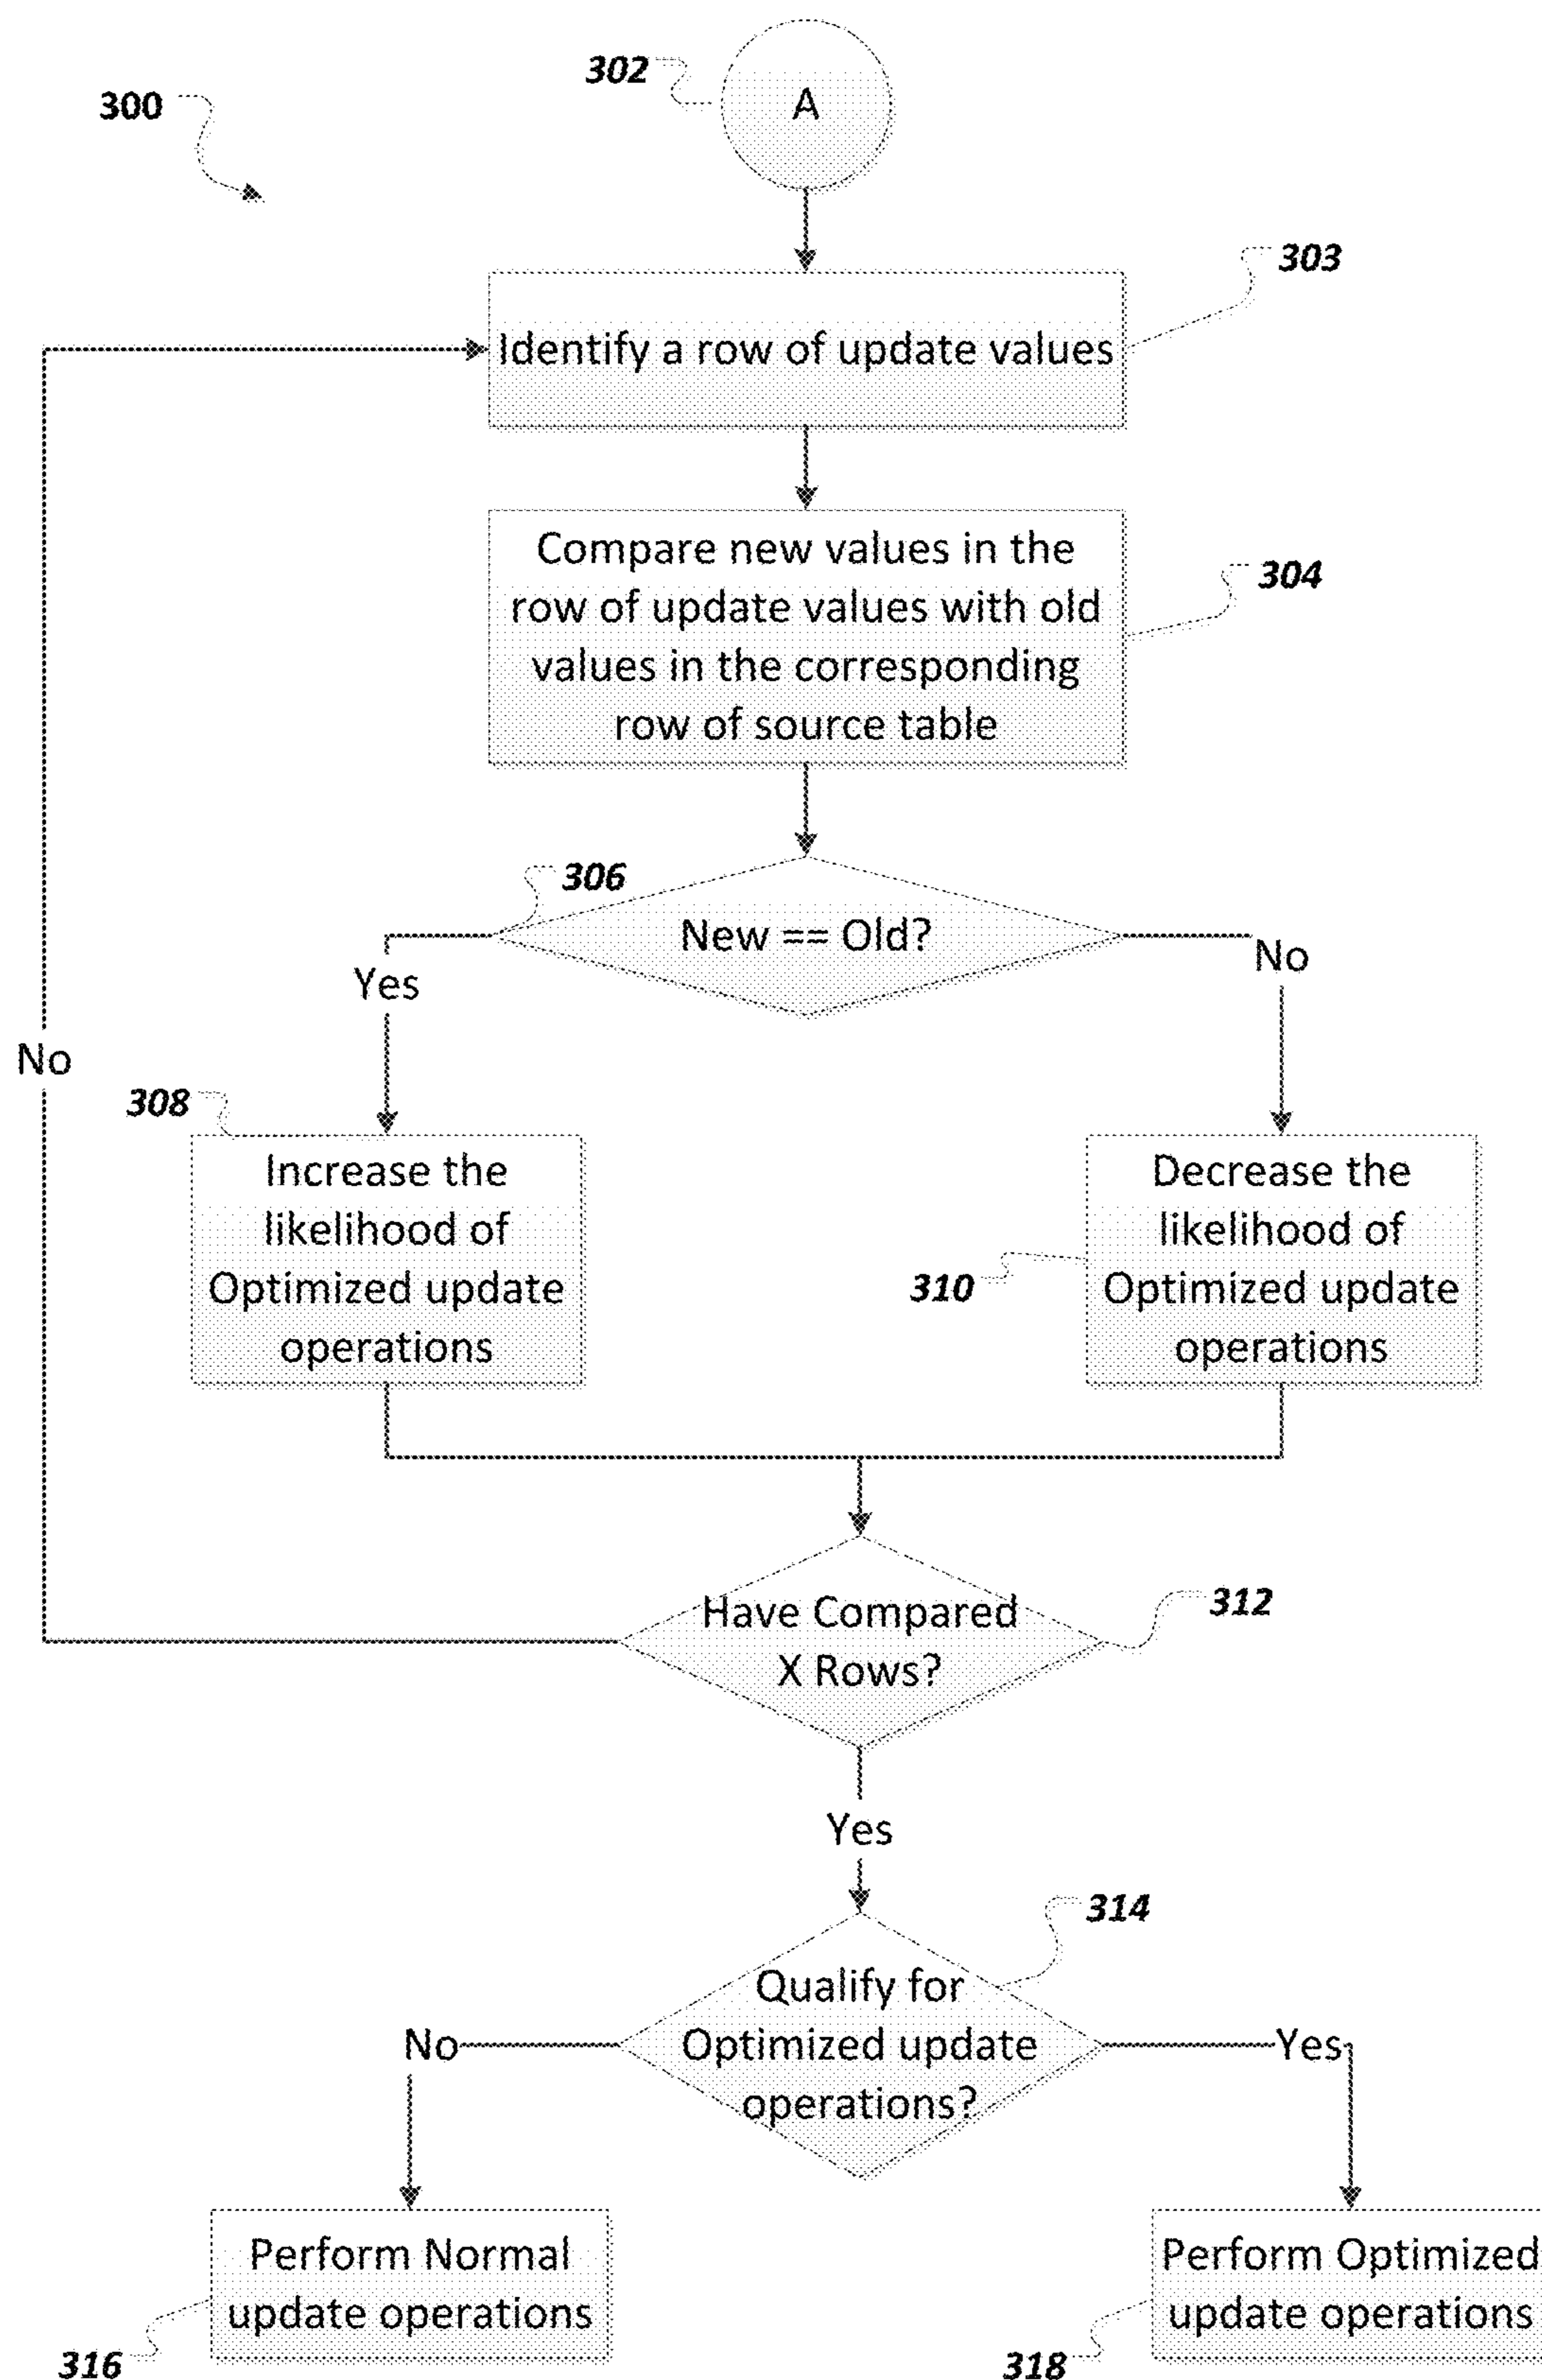 302
A
300
303
Identify a row of update values
Compare new values in the
row of update values with old
values in the corresponding
row of source table
304
306
New == Old?
Yes
No
No
308
Increase the
likelihood of
Optimized update
operations
310
Decrease the
likelihood of
Optimized update
operations
Have Compared
X Rows?
312
Yes
314
Qualify for
Optimized update
operations?
No
Yes
Perform Normal
update operations
316
Perform Optimized
update operations
318